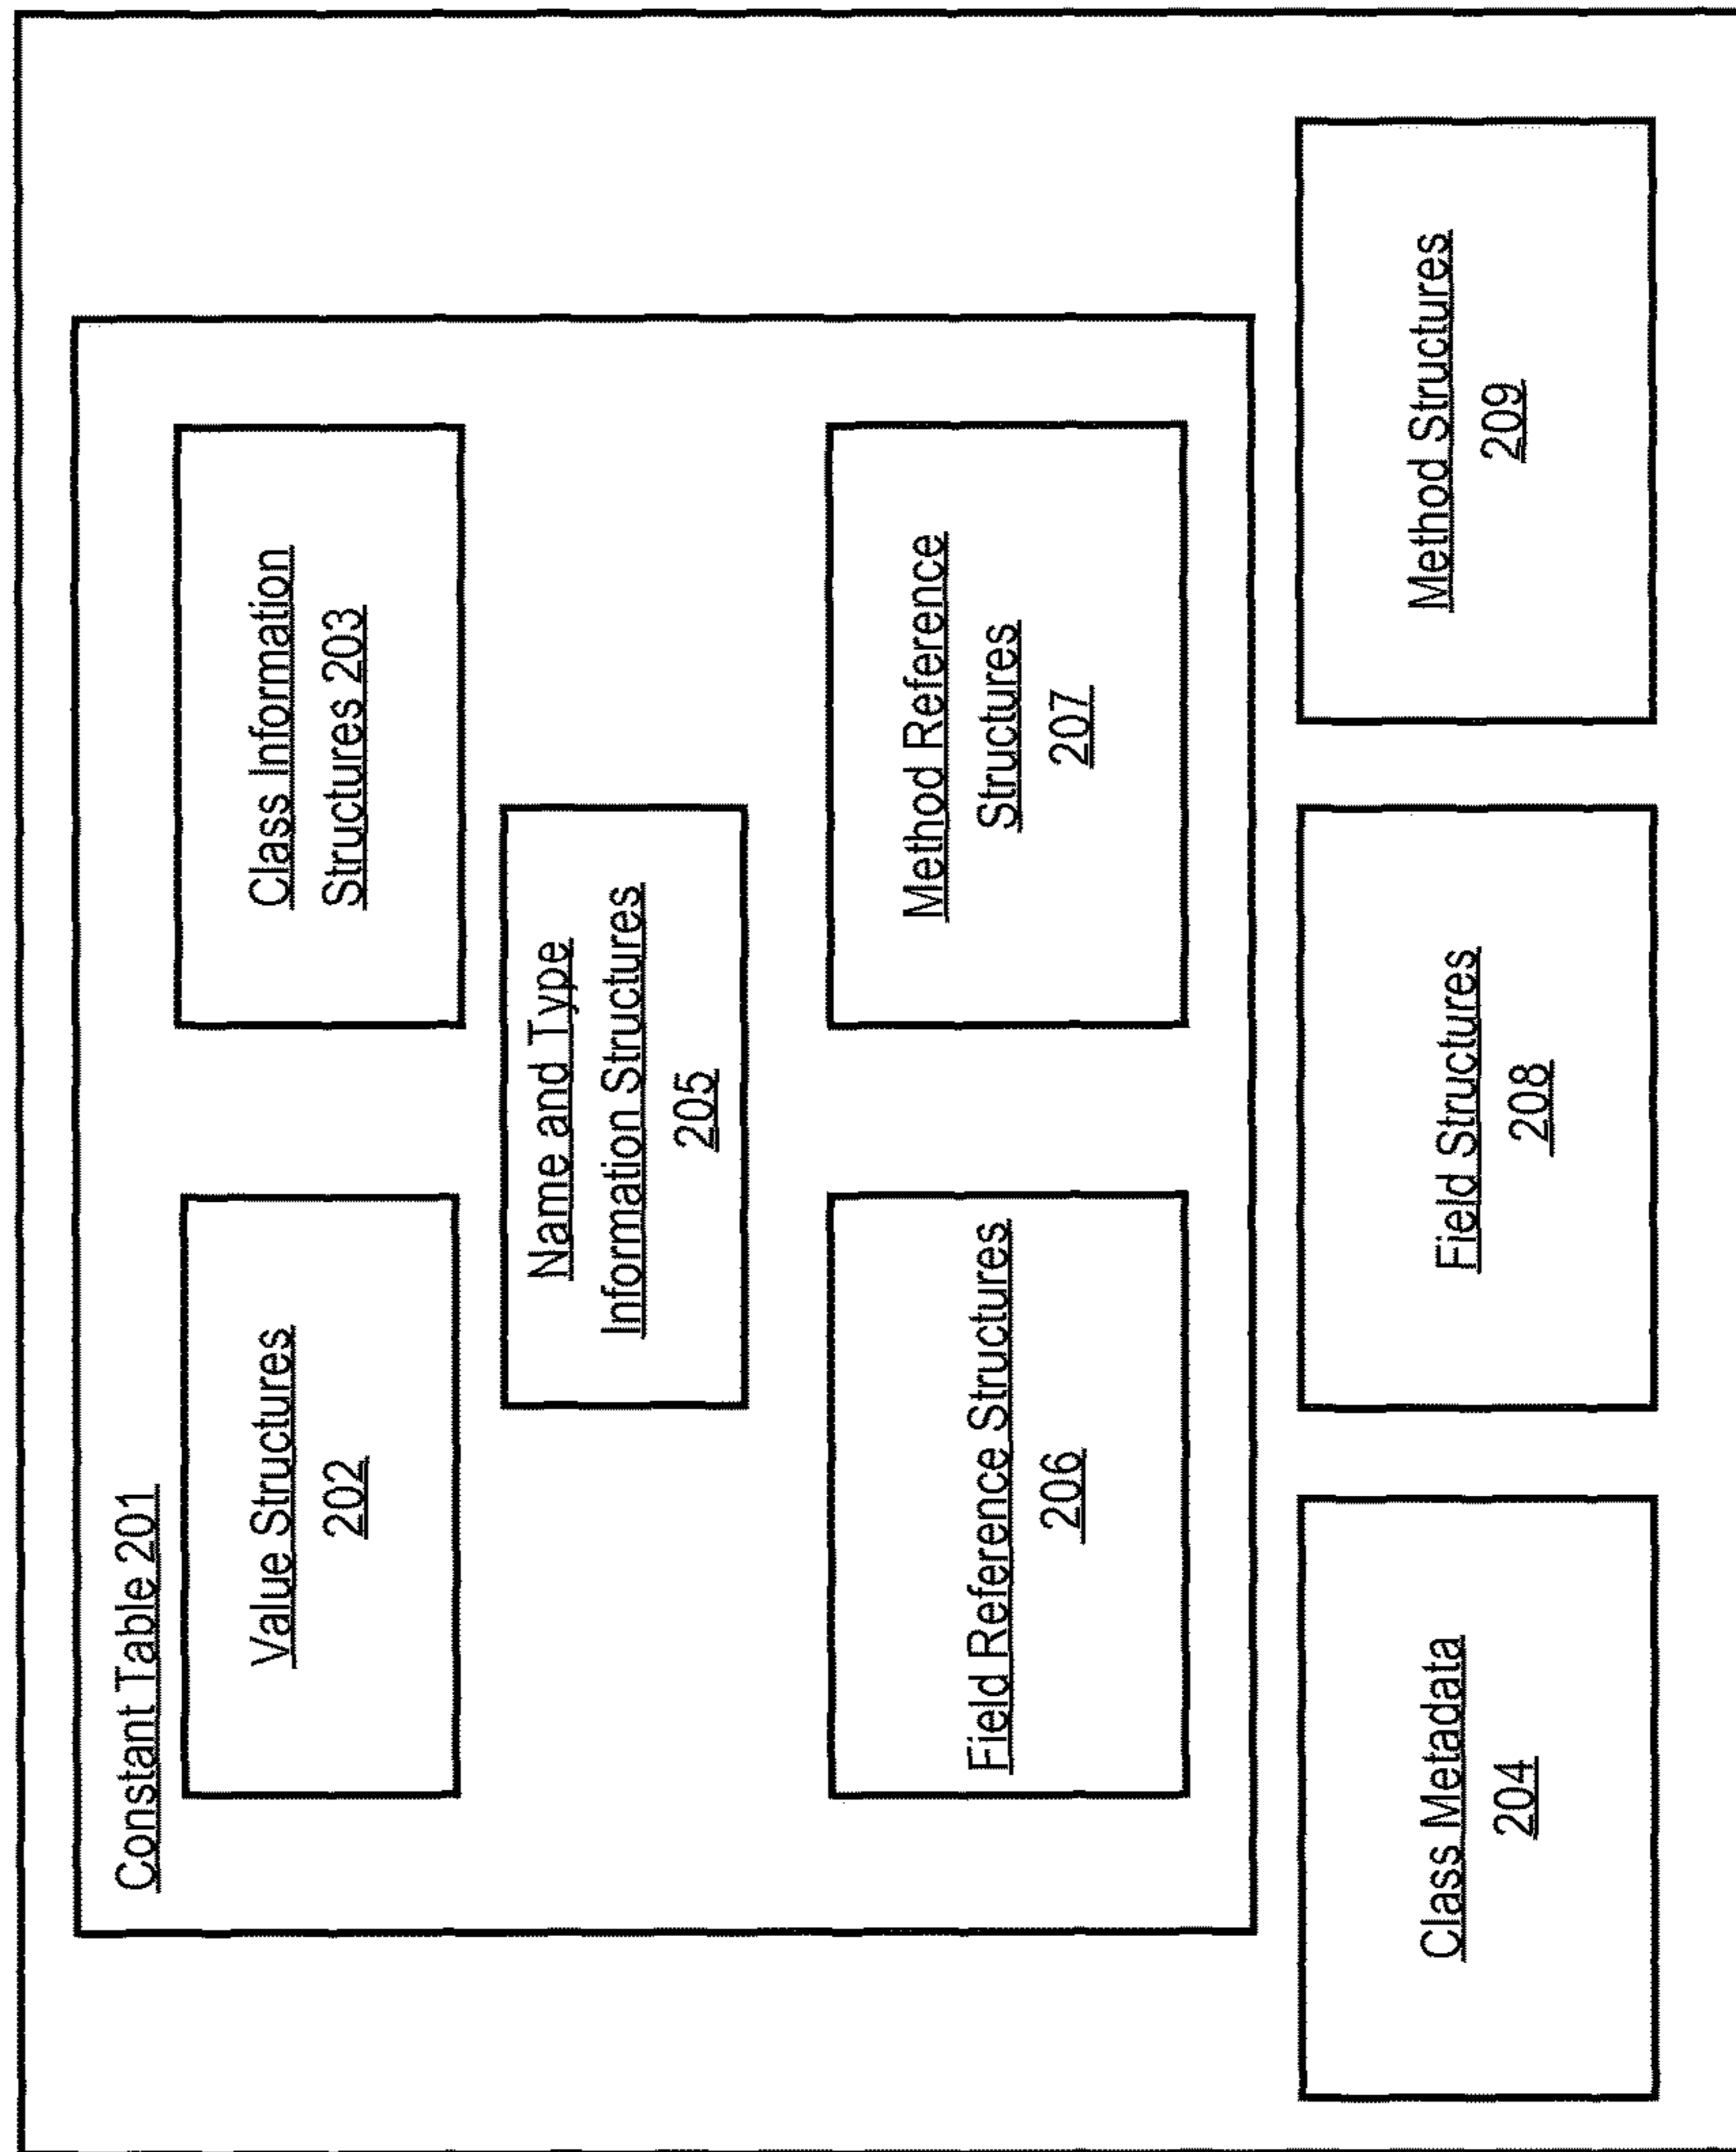 Constant Table 201
Value Structures
202
Class Information
Structures 203
Name and Type
Information Structures
205
Field Reference Structures
206
Method Reference
Structures
207
Class Metadata
204
Field Structures
208
Method Structures
209